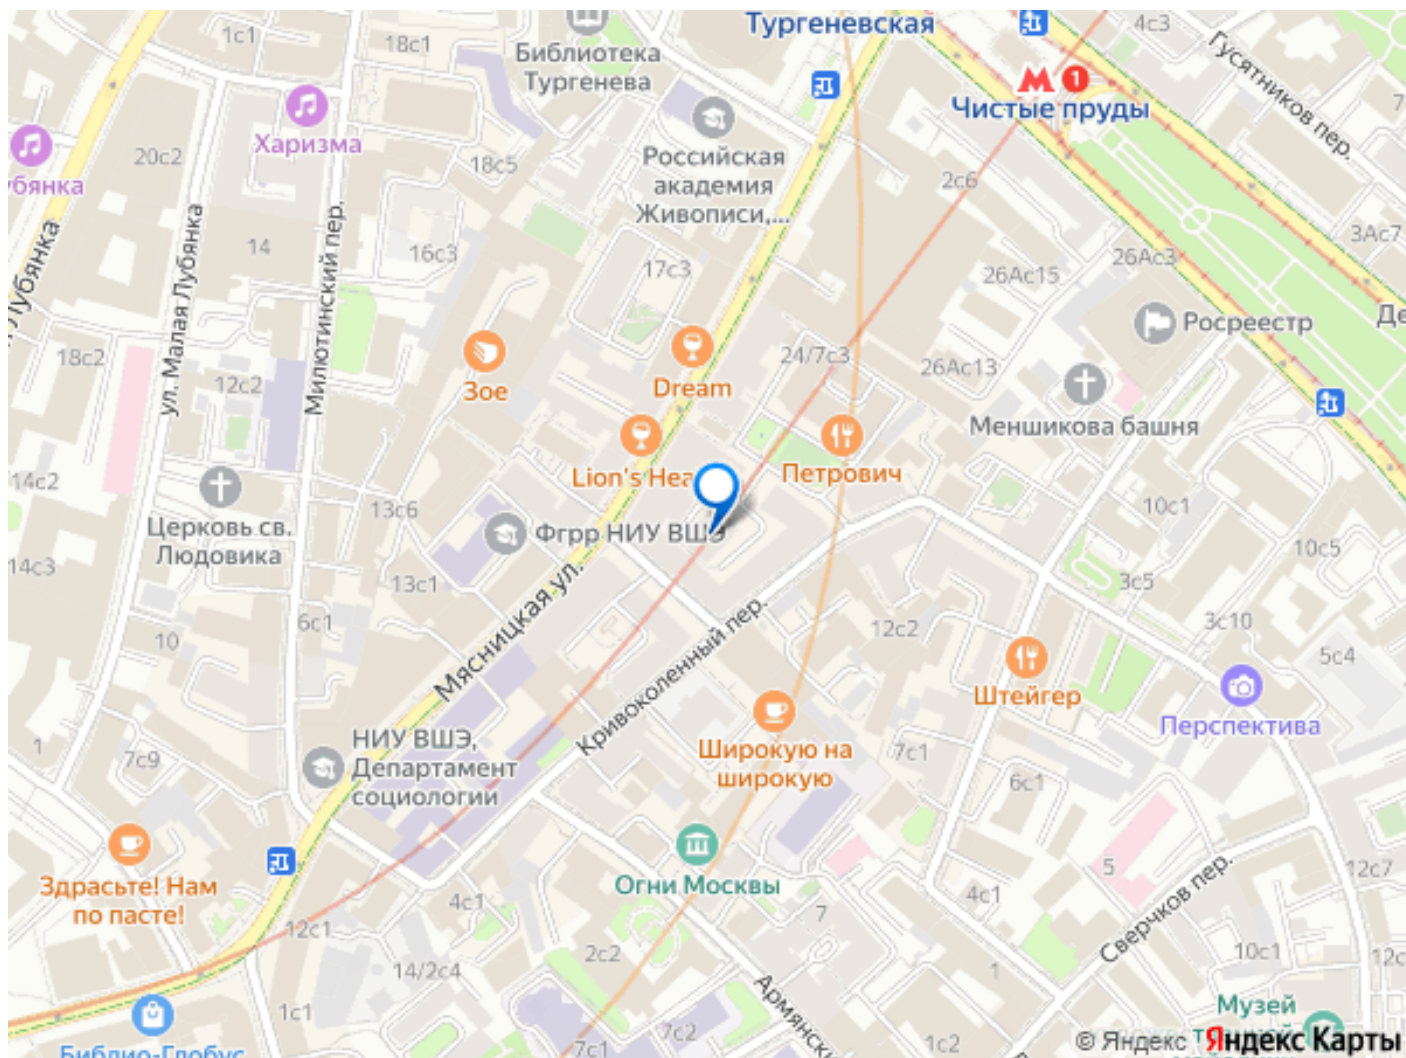 Тургеневская
4с3
1с1
18с1
Библиотека
Тургенева
Гусятников пер.
1
Чистые пруды
7
Харизма
убянка
20с2
18с5
Российская
академия
Живописи,...
2с6
ул. Малая Лубянка
Милютинский пер.
Лубянка
14
16с3
17с3
26Ас15
26Ас3
3Ас7
Росреестр
Де
18с2
12с2
Зое
Dream
24/7с3
26Ас13
Меншикова башня
14с2
Lion's Hea
Петрович
Церковь св.
Людовика
13с6
Фгрр НИУ ВШЭ
10с1
10с5
14с3
13с1
3с5
Мясницкая ул.
Кривоколенный пер.
10
6с1
12с2
3с10
5с4
Штейгер
Перспектива
1
7с9
НИУ ВШЭ,
Департамент
социологии
Широкую на
широкую
7с1
6с1
Здрасьте! Нам
по пасте!
Огни Москвы
5
12с7
4с1
7
4с1
Сверчков пер.
12с1
14/2с4
2с2
1
10с1
12с
Армянски
1с1
7с2
7с1
1с2
Музей
Библио-Глобус
© Яндекс Яндекс Карты